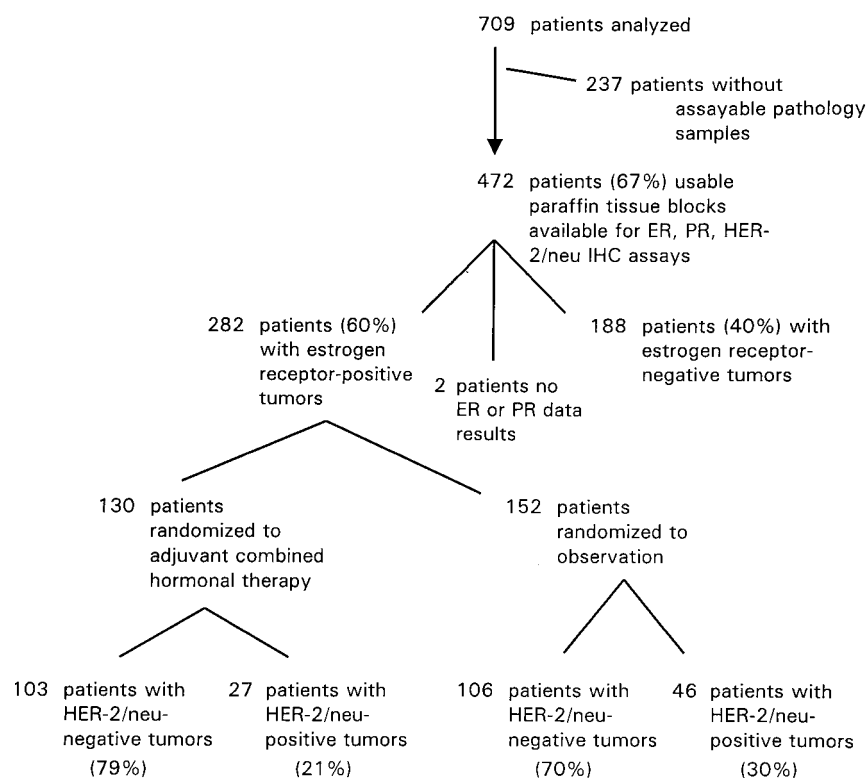 709 patients analyzed
237 patients without
assayable pathology
samples
472 patients (67%) usable
paraffin tissue blocks
available for ER, PR, HER-
2/neu IHC assays
282 patients (60%)
with estrogen
receptor-positive
tumors
2 patients no
ER or PR data
results
188 patients (40%) with
estrogen receptor-
negative tumors
130 patients
randomized to
adjuvant combined
hormonal therapy
152 patients
randomized to
observation
103 patients with
HER-2/neu-
negative tumors
(79%)
27 patients with
HER-2/neu-
positive tumors
(21%)
106 patients with
HER-2/neu-
negative tumors
(70%)
46 patients with
HER-2/neu-
positive tumors
(30%)